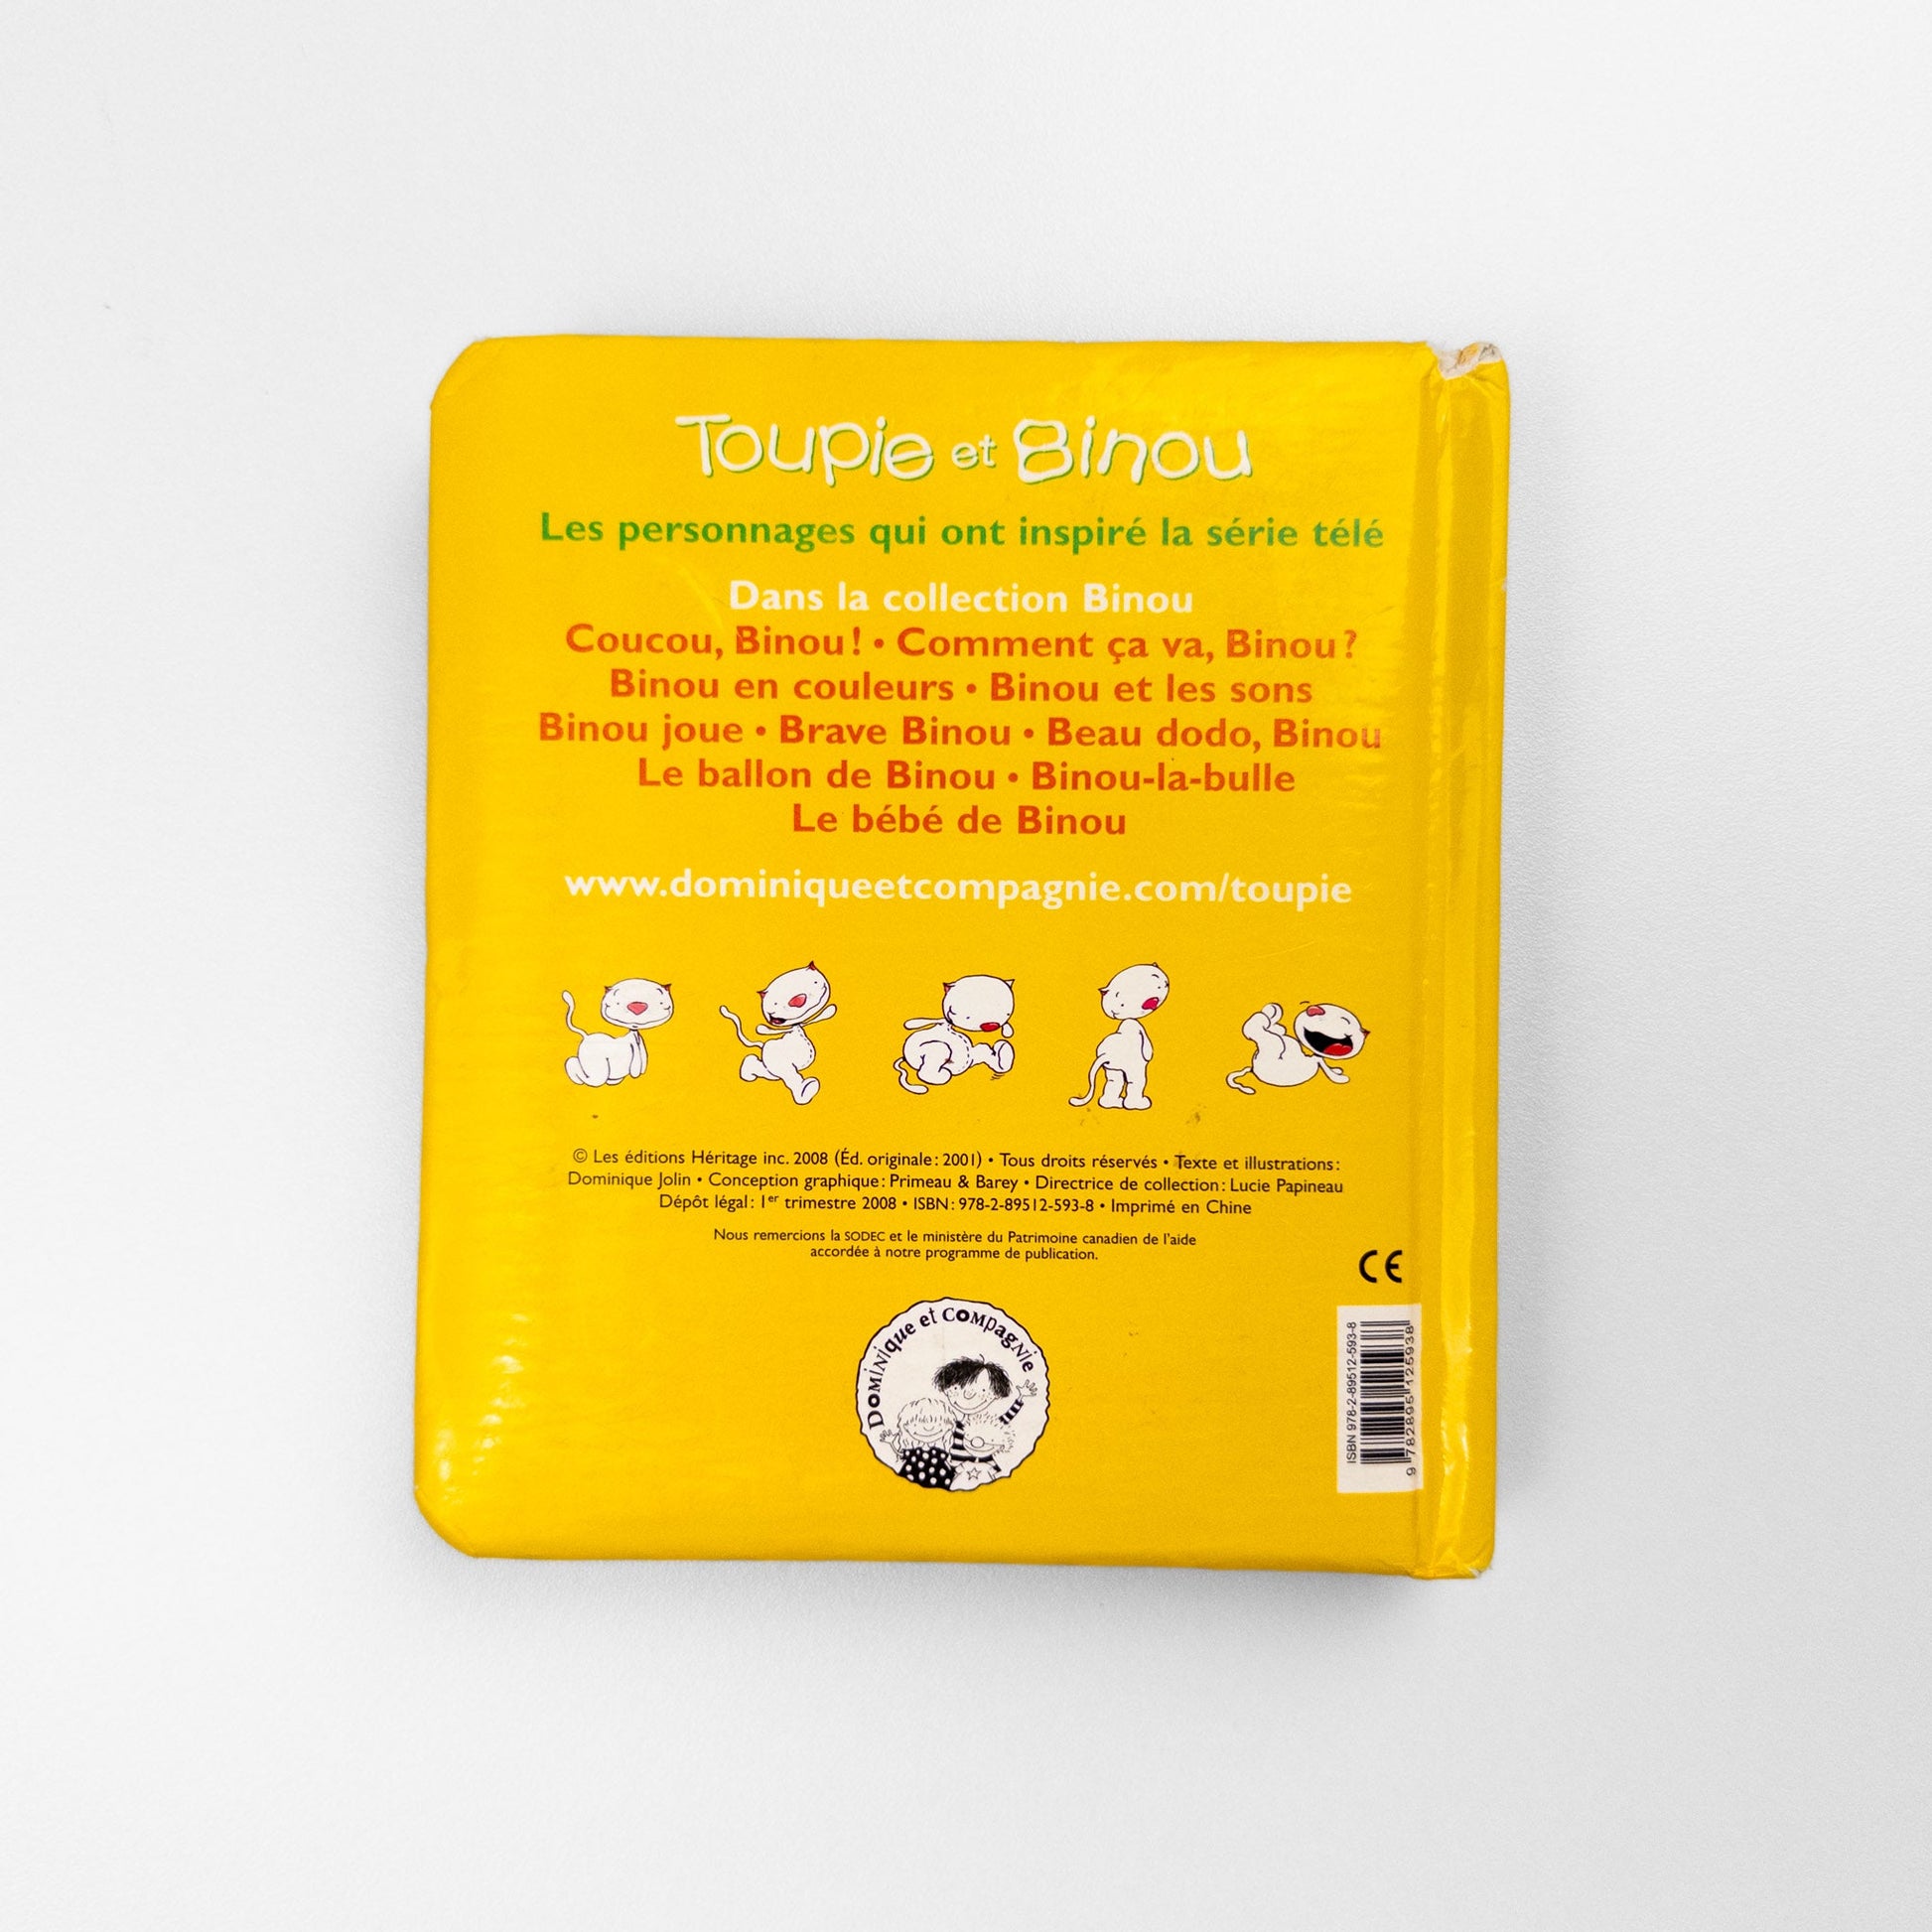 Toupie et Binou
Les personnages qui ont inspiré la série télé
Dans la collection Binou
Coucou, Binou! • Comment ça va, Binou?
Binou en couleurs • Binou et les sons
Binou joue • Brave Binou • Beau dodo, Binou
Le ballon de Binou • Binou-la-bulle
Le bébé de Binou
www.dominiqueetcompagnie.com/toupie
© Les éditions Héritage inc. 2008 (Éd. originale: 2001) • Tous droits réservés • Texte et illustrations:
Dominique Jolin • Conception graphique: Primeau & Barey • Directrice de collection: Lucie Papineau
Dépôt légal: 1er trimestre 2008 • ISBN: 978-2-89512-593-8 • Imprimé en Chine
Nous remercions la SODEC et le ministère du Patrimoine canadien de l'aide
accordée à notre programme de publication.
CE
Dominique et compagnie
ISBN 978-2-89512-593-8
9 782895 125938